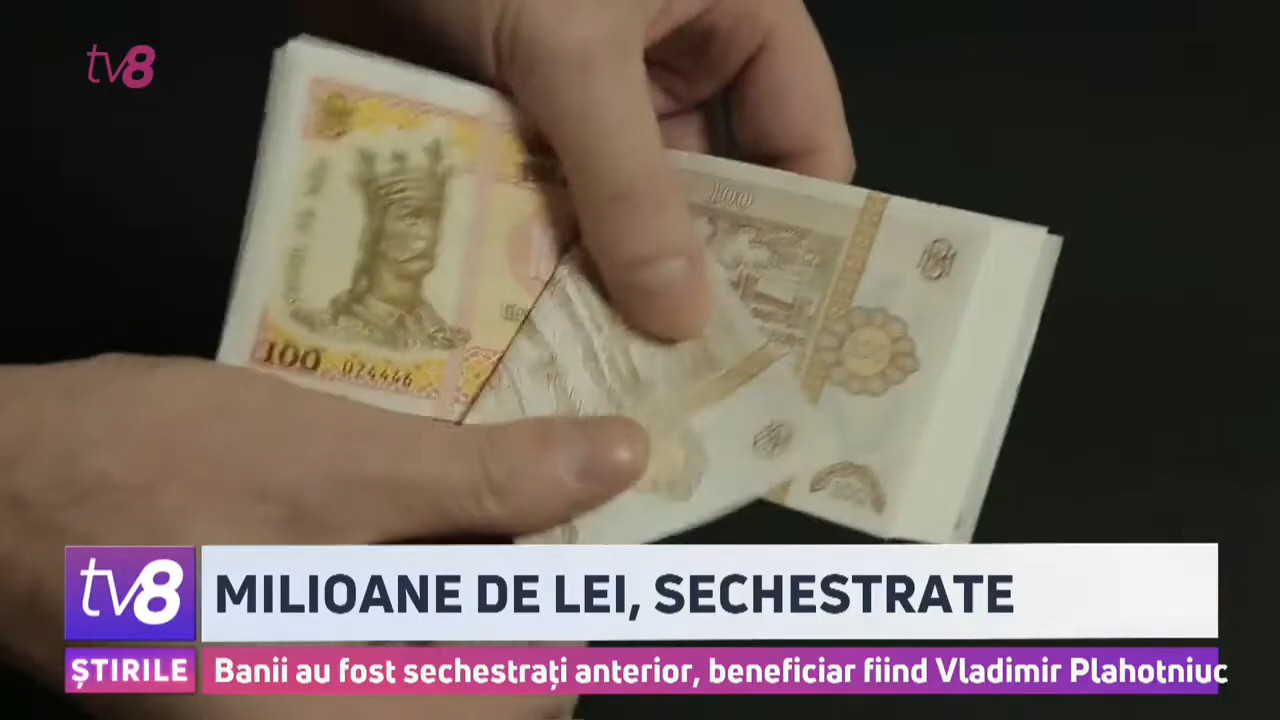 tv8
100
100
074446
tv8
MILIOANE DE LEI, SECHESTRATE
ȘTIRILE
Banii au fost sechestrați anterior, beneficiar fiind Vladimir Plahotniuc